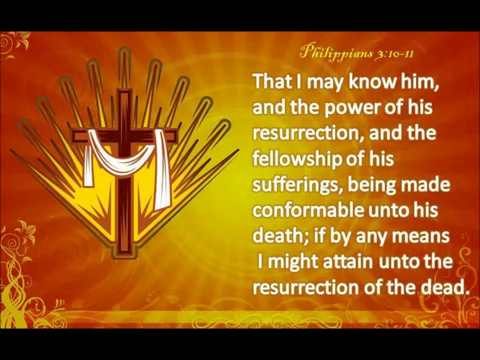 Philippians 3:10-11
That I may know him,
and the power of his
resurrection, and the
fellowship of his
sufferings, being made
conformable unto his
death; if by any means
I might attain unto the
resurrection of the dead.